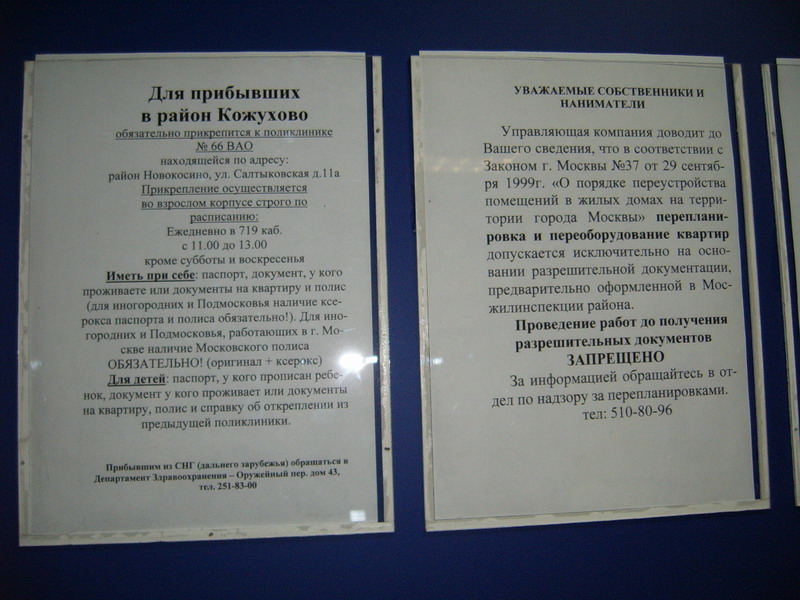 Для прибывших
в район Кожухово
обязательно прикрепится к поликлинике
№ 66 ВАО
находящейся по адресу:
район Новокосино, ул. Салтыковская д.11а
Прикрепление осуществляется
во взрослом корпусе строго по
расписанию:
Ежедневно в 719 каб.
с 11.00 до 13.00
кроме субботы и воскресенья
Иметь при себе: паспорт, документ, у кого
проживаете или документы на квартиру и полис
(для иногородних и Подмосковья наличие ксе-
рокса паспорта и полиса обязательно!). Для ино-
городних и Подмосковья, работающих в г. Мо-
скве наличие Московского полиса
ОБЯЗАТЕЛЬНО! (оригинал + ксерокс)
Для детей: паспорт, у кого прописан ребе-
нок, документ у кого проживает или документы
на квартиру, полис и справку об откреплении из
предыдущей поликлиники.
Прибывшим из СНГ (дальнего зарубежья) обращаться в
Департамент Здравоохранения – Оружейный пер. дом 43,
тел. 251-83-00
УВАЖАЕМЫЕ СОБСТВЕННИКИ И
НАНИМАТЕЛИ
Управляющая компания доводит до
Вашего сведения, что в соответствии с
Законом г. Москвы №37 от 29 сентяб-
ря 1999г. «О порядке переустройства
помещений в жилых домах на терри-
тории города Москвы» переплани-
ровка и переоборудование квартир
допускается исключительно на осно-
вании разрешительной документации,
предварительно оформленной в Мос-
жилинспекции района.
Проведение работ до получения
разрешительных документов
ЗАПРЕЩЕНО
За информацией обращайтесь в от-
дел по надзору за перепланировками.
тел: 510-80-96